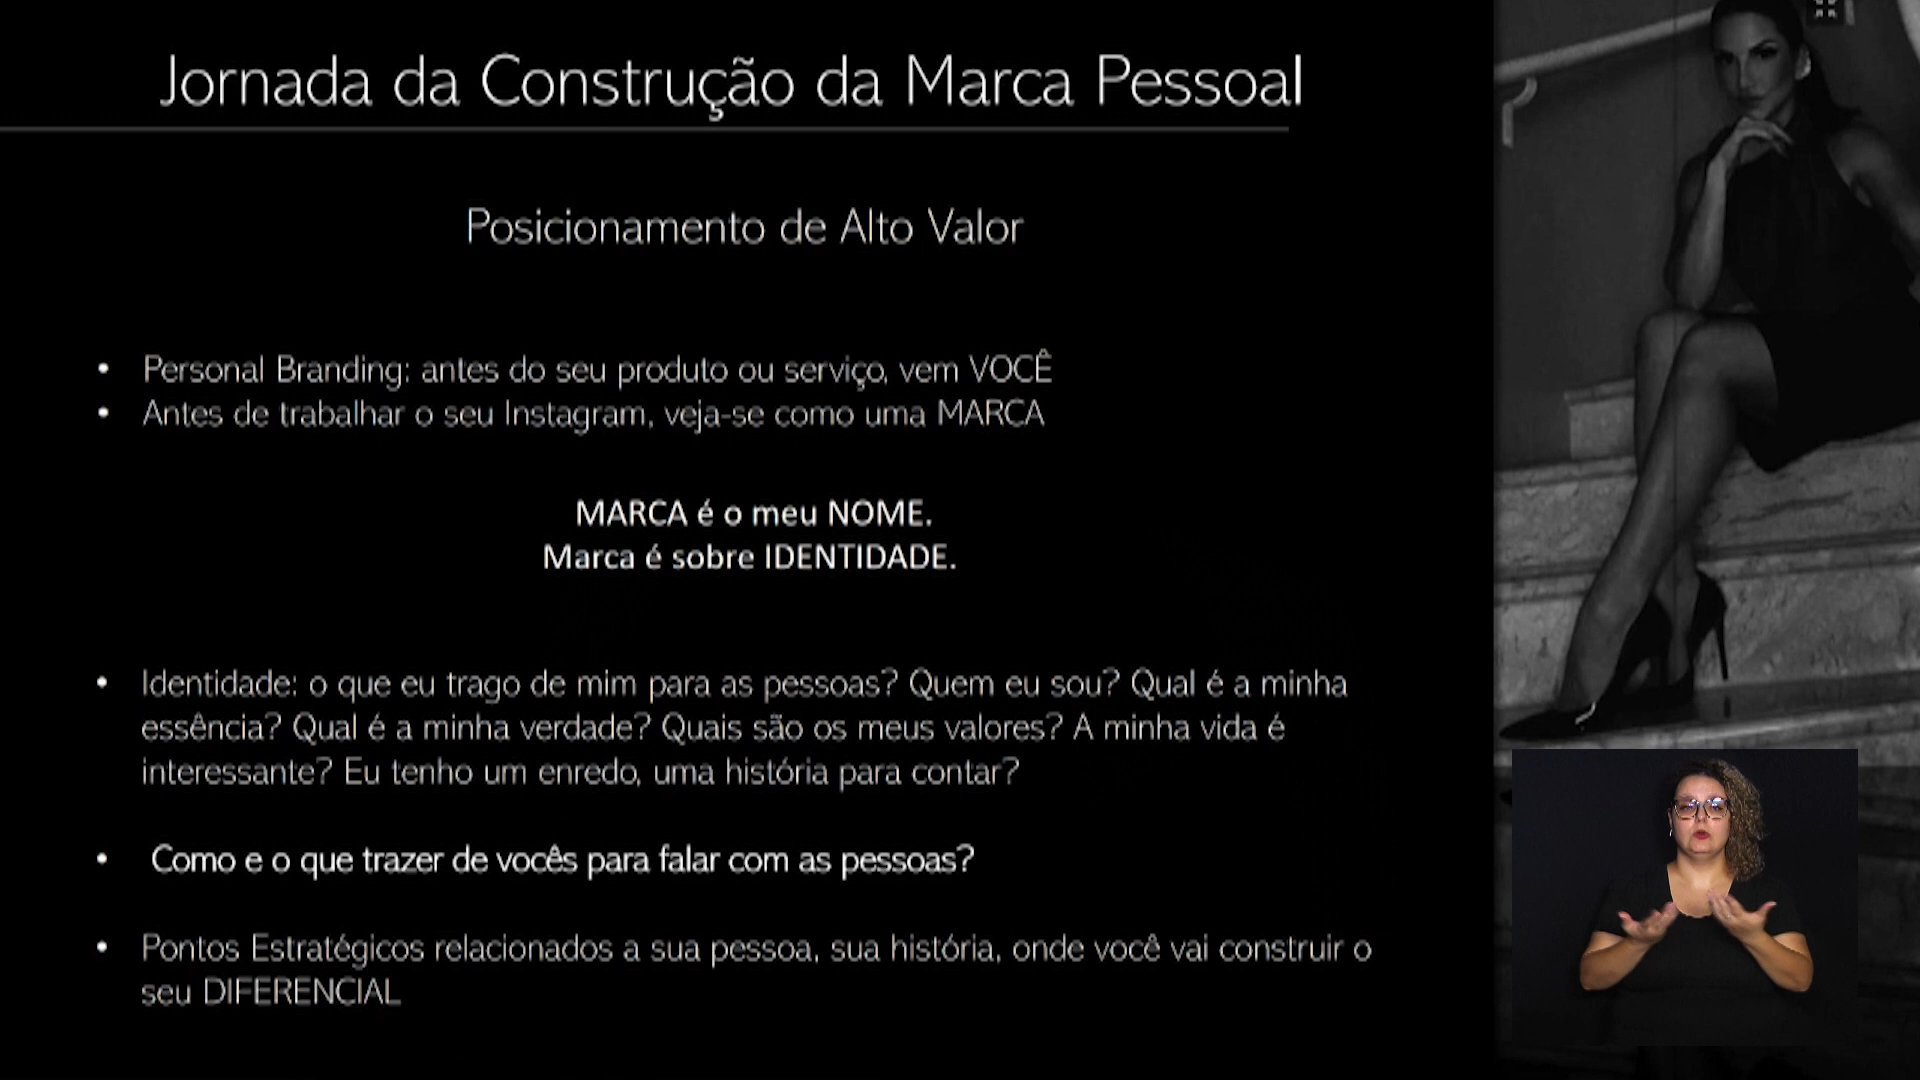 Jornada da Construção da Marca Pessoal
Posicionamento de Alto Valor
• Personal Branding: antes do seu produto ou serviço, vem VOCÊ
• Antes de trabalhar o seu Instagram, veja-se como uma MARCA
MARCA é o meu NOME.
Marca é sobre IDENTIDADE.
• Identidade: o que eu trago de mim para as pessoas? Quem eu sou? Qual é a minha
essência? Qual é a minha verdade? Quais são os meus valores? A minha vida é
interessante? Eu tenho um enredo, uma história para contar?
• Como e o que trazer de vocês para falar com as pessoas?
• Pontos Estratégicos relacionados a sua pessoa, sua história, onde você vai construir o
seu DIFERENCIAL